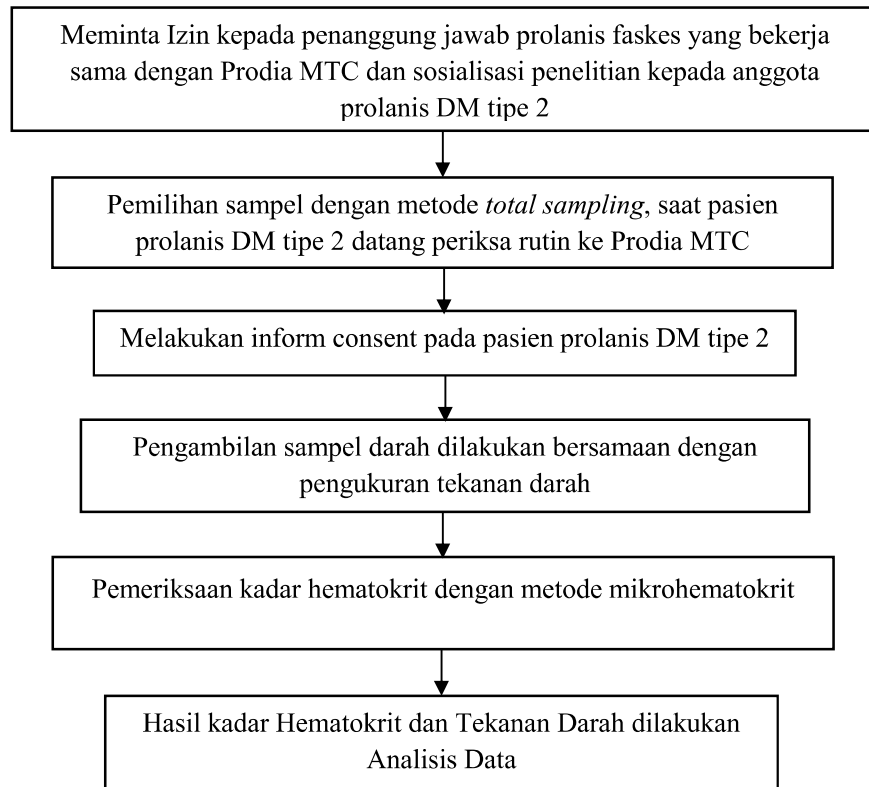 Meminta Izin kepada penanggung jawab prolanis faskes yang bekerja
sama dengan Prodia MTC dan sosialisasi penelitian kepada anggota
prolanis DM tipe 2
Pemilihan sampel dengan metode total sampling, saat pasien
prolanis DM tipe 2 datang periksa rutin ke Prodia MTC
Melakukan inform consent pada pasien prolanis DM tipe 2
Pengambilan sampel darah dilakukan bersamaan dengan
pengukuran tekanan darah
Pemeriksaan kadar hematokrit dengan metode mikrohematokrit
Hasil kadar Hematokrit dan Tekanan Darah dilakukan
Analisis Data